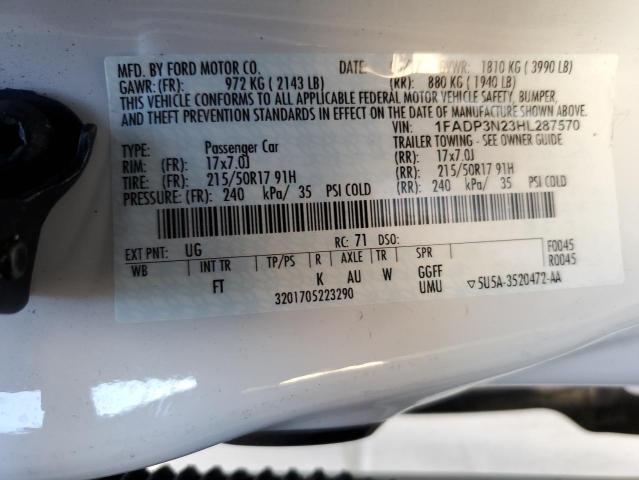 MFD. BY FORD MOTOR CO. DATE: GVWR: 1810 KG ( 3990 LB)
GAWR: (FR): 972 KG ( 2143 LB) (RR): 880 KG ( 1940 LB)
THIS VEHICLE CONFORMS TO ALL APPLICABLE FEDERAL MOTOR VEHICLE SAFETY, BUMPER,
AND THEFT PREVENTION STANDARDS IN EFFECT ON THE DATE OF MANUFACTURE SHOWN ABOVE.
VIN: 1FADP3N23HL287570
TYPE: Passenger Car TRAILER TOWING - SEE OWNER GUIDE
RIM: (FR): 17x7.0J (RR): 17x7.0J
TIRE: (FR): 215/50R17 91H (RR): 215/50R17 91H
PRESSURE: (FR): 240 kPa/ 35 PSI COLD (RR): 240 kPa/ 35 PSI COLD
EXT PNT: UG RC: 71 DSO: F0045
WB INT TR TP/PS R AXLE TR SPR R0045
FT K AU W GGFF
3201705223290 UMU ▽5U5A-3520472-AA